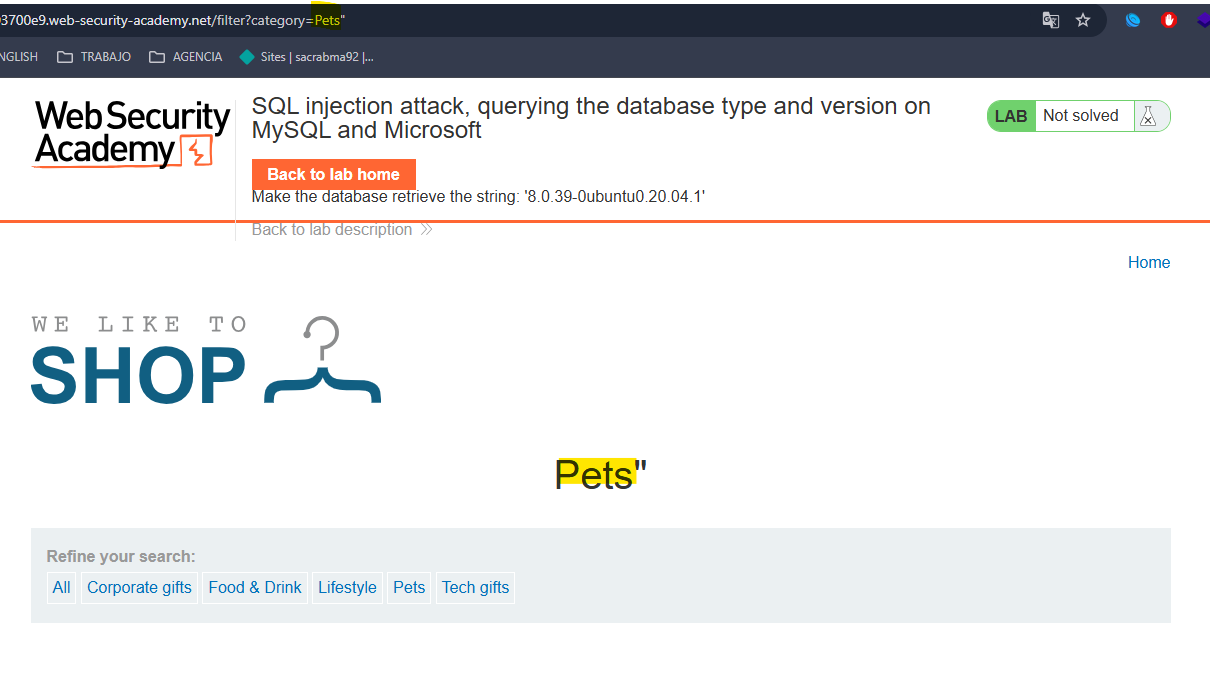 3700e9.web-security-academy.net/filter?category=Pets"
NGLISH TRABAJO AGENCIA Sites | sacrabma92 |...
Web Security
Academy
SQL injection attack, querying the database type and version on
MySQL and Microsoft
LAB Not solved
Back to lab home
Make the database retrieve the string: '8.0.39-0ubuntu0.20.04.1'
Back to lab description
Home
WE LIKE TO
SHOP
Pets"
Refine your search:
All Corporate gifts Food & Drink Lifestyle Pets Tech gifts